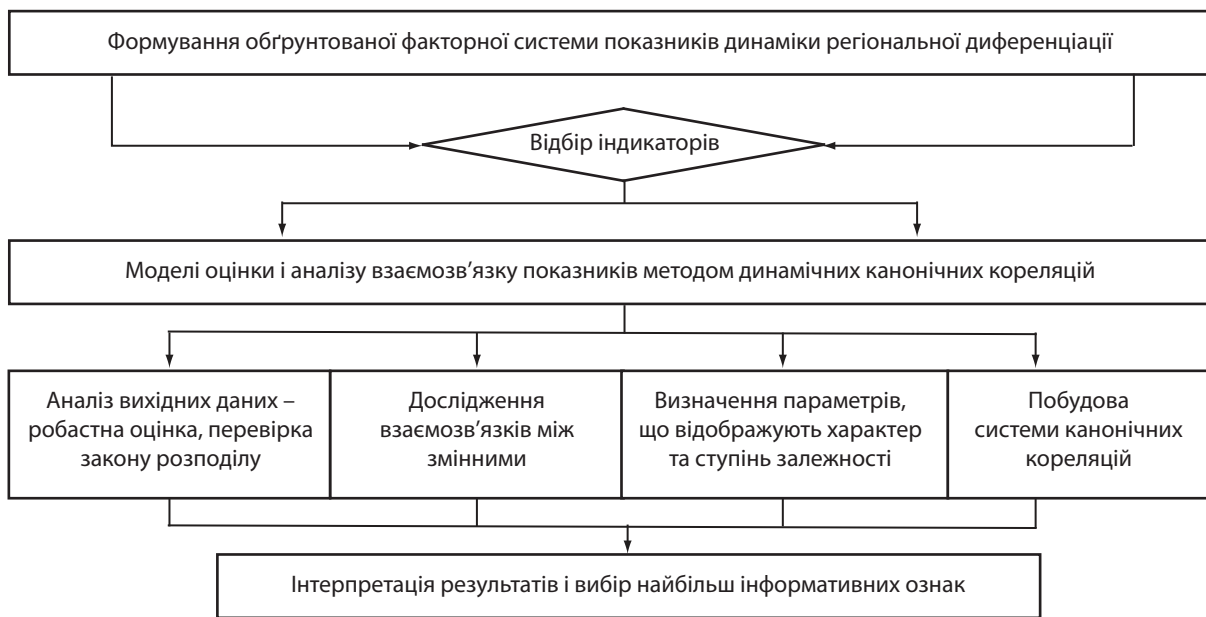 Формування обґрунтованої факторної системи показників динаміки регіональної диференціації
Відбір індикаторів
Моделі оцінки і аналізу взаємозв'язку показників методом динамічних канонічних кореляцій
Аналіз вихідних даних –
робастна оцінка, перевірка
закону розподілу
Дослідження
взаємозв'язків між
змінними
Визначення параметрів,
що відображують характер
та ступінь залежності
Побудова
системи канонічних
кореляцій
Інтерпретація результатів і вибір найбільш інформативних ознак